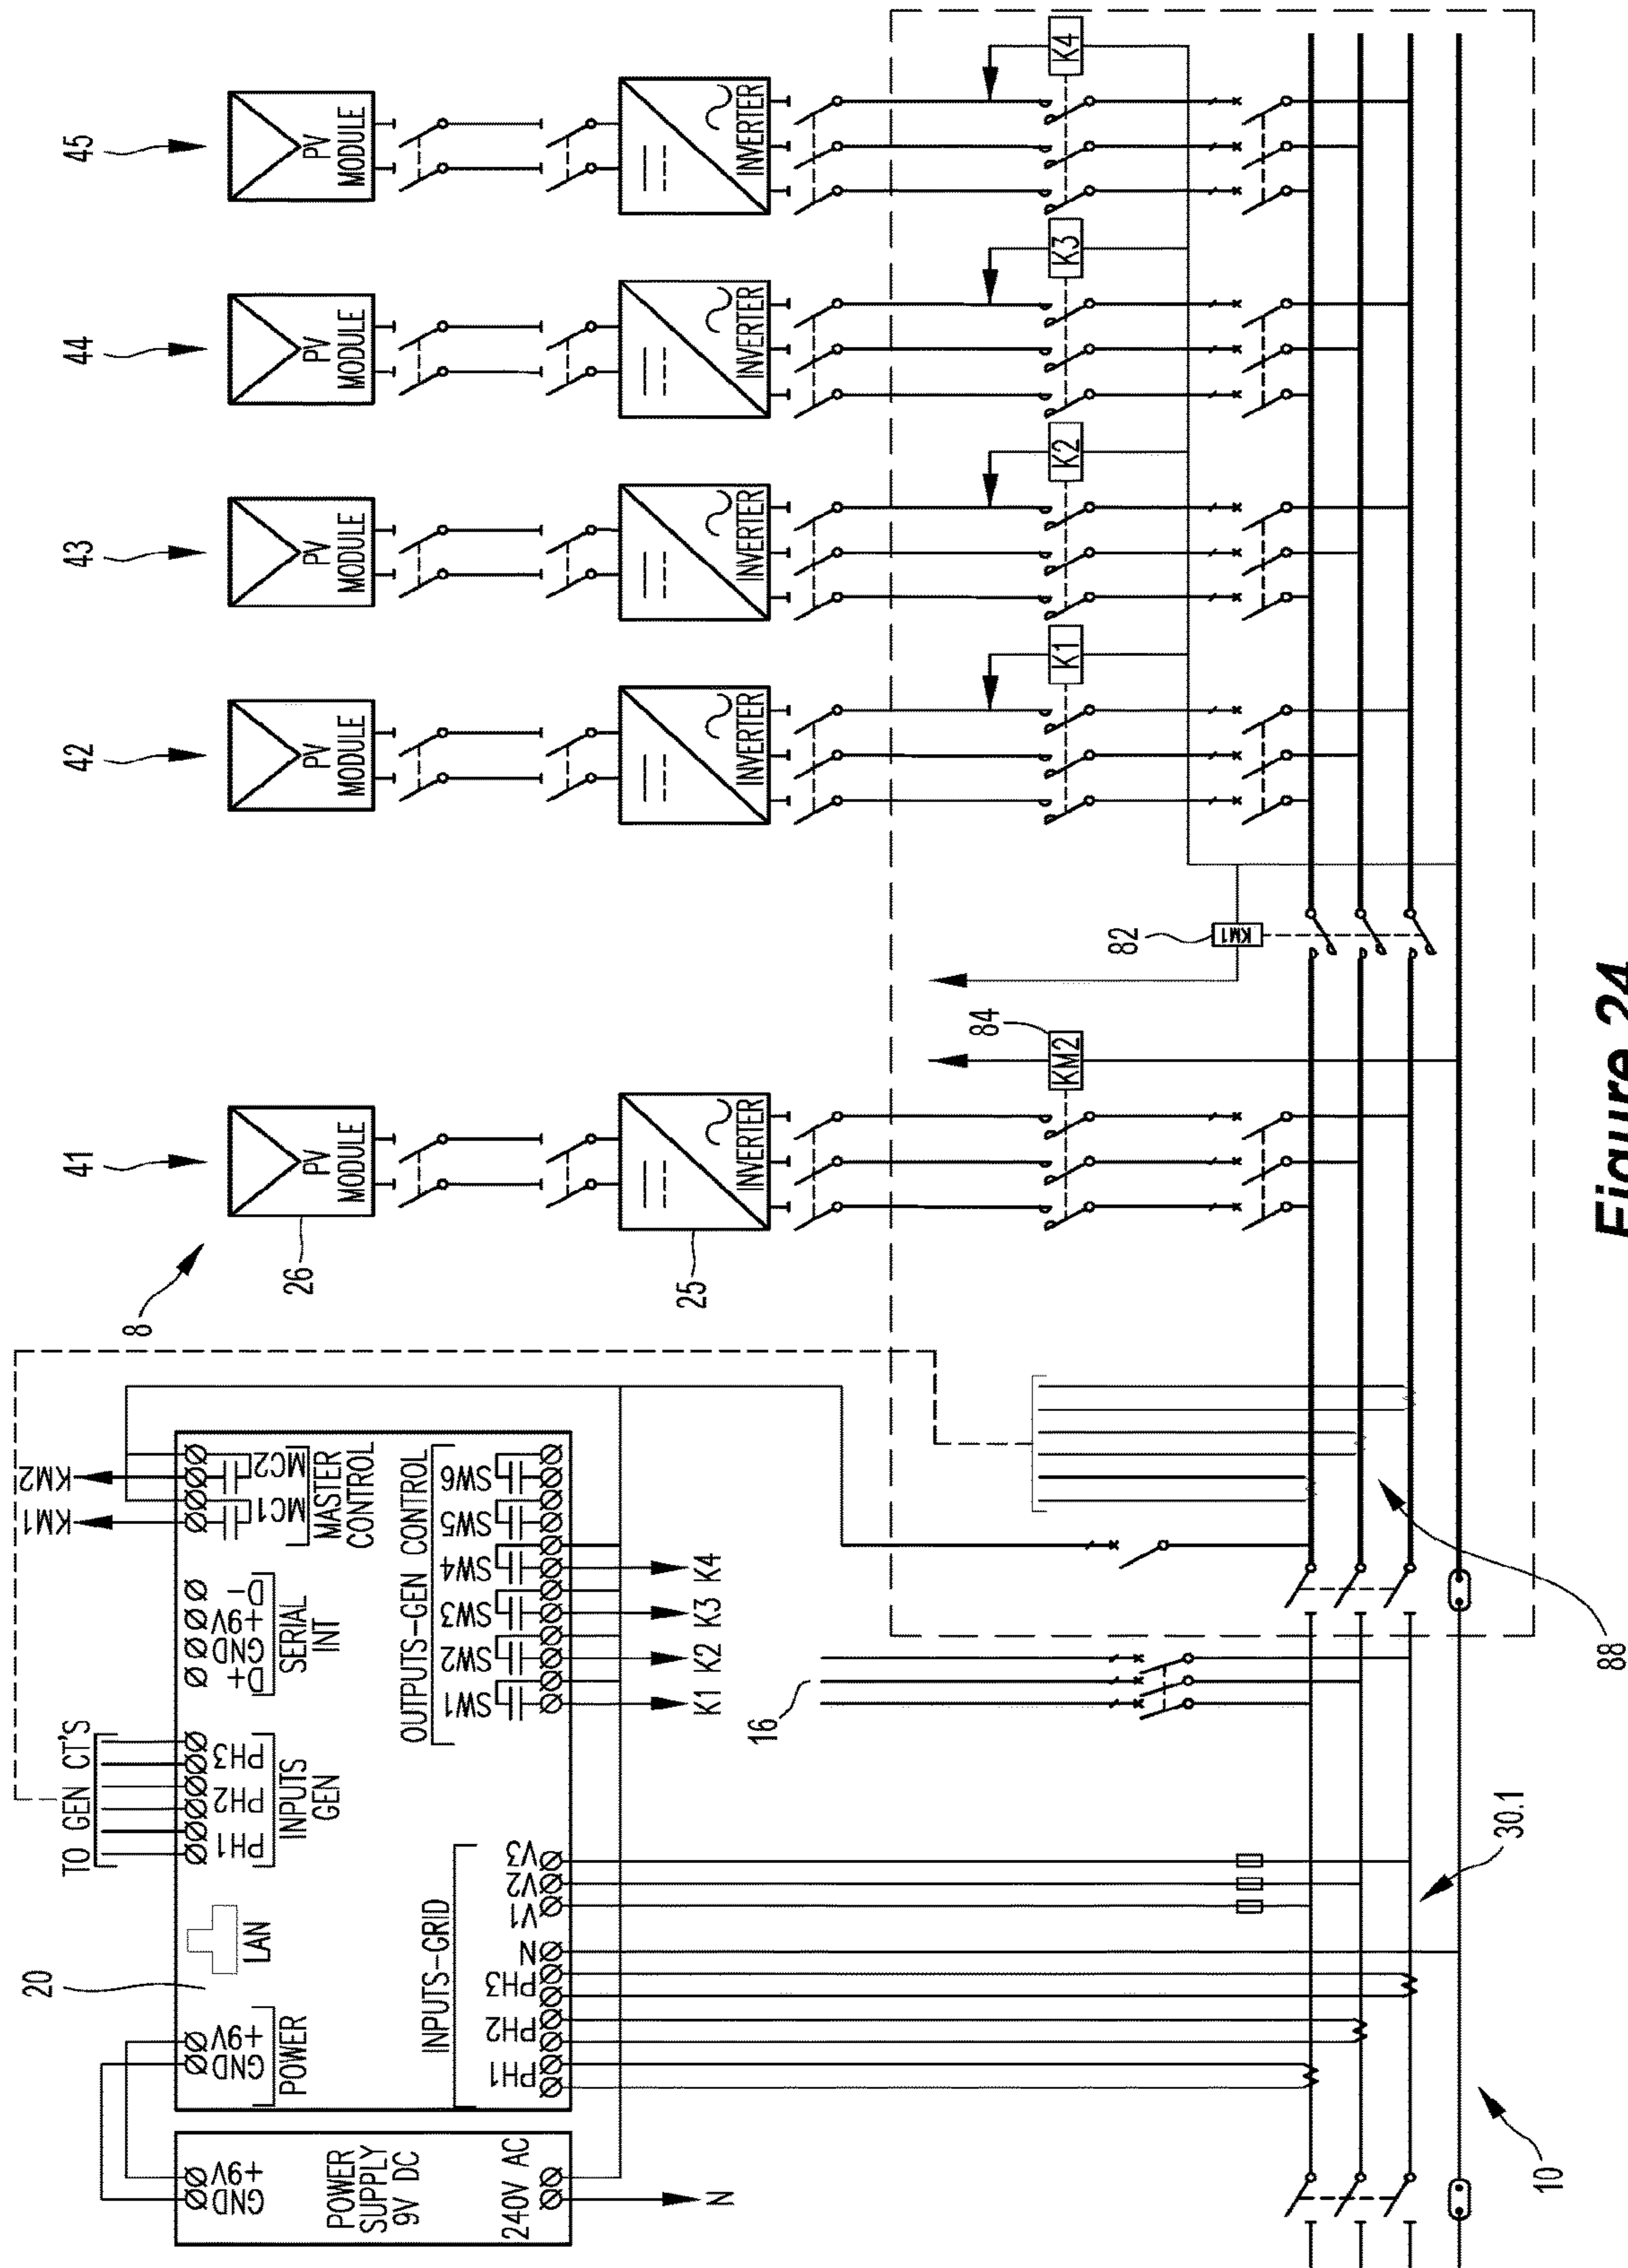 20
POWER
SUPPLY
9V DC
GND
+9V
240V AC
N
GND
+9V
POWER
LAN
TO GEN CT'S
PH1
PH2
PH3
INPUTS
GEN
D+
GND
+9V
D-
SERIAL
INT
KM1
KM2
MC1
MC2
MASTER
CONTROL
INPUTS-GRID
PH1
PH2
PH3
N
V1
V2
V3
OUTPUTS-GEN CONTROL
SW1
SW2
SW3
SW4
SW5
SW6
K1
K2
K3
K4
8
41
42
43
44
45
PV
MODULE
PV
MODULE
PV
MODULE
PV
MODULE
PV
MODULE
26
25
INVERTER
INVERTER
INVERTER
INVERTER
INVERTER
16
84
KM2
82
KM1
K1
K2
K3
K4
10
30.1
88
Figure 24